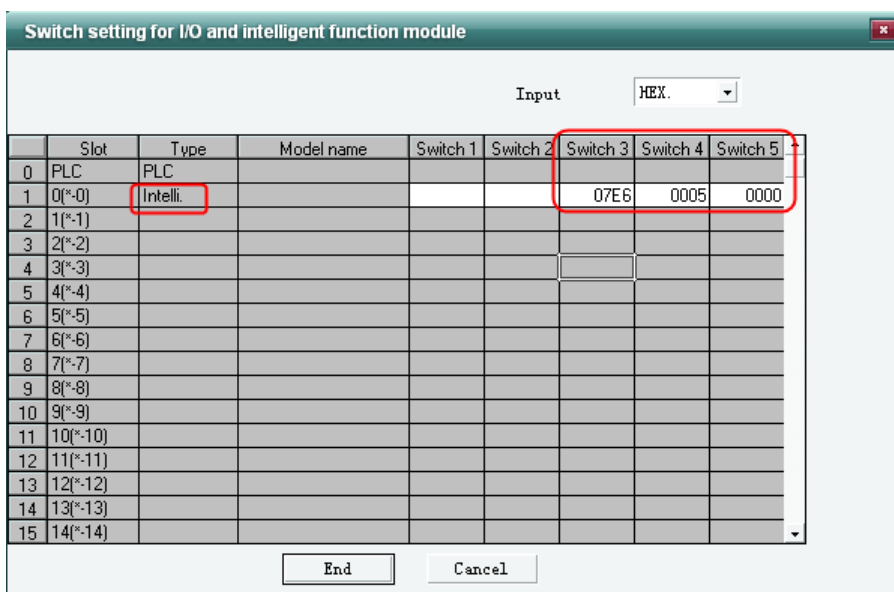 Switch setting for I/O and intelligent function module
Input HEX.
Slot Type Model name Switch 1 Switch 2 Switch 3 Switch 4 Switch 5
0 PLC PLC
1 0(*-0) Intelli. 07E6 0005 0000
2 1(*-1)
3 2(*-2)
4 3(*-3)
5 4(*-4)
6 5(*-5)
7 6(*-6)
8 7(*-7)
9 8(*-8)
10 9(*-9)
11 10(*-10)
12 11(*-11)
13 12(*-12)
14 13(*-13)
15 14(*-14)
End Cancel